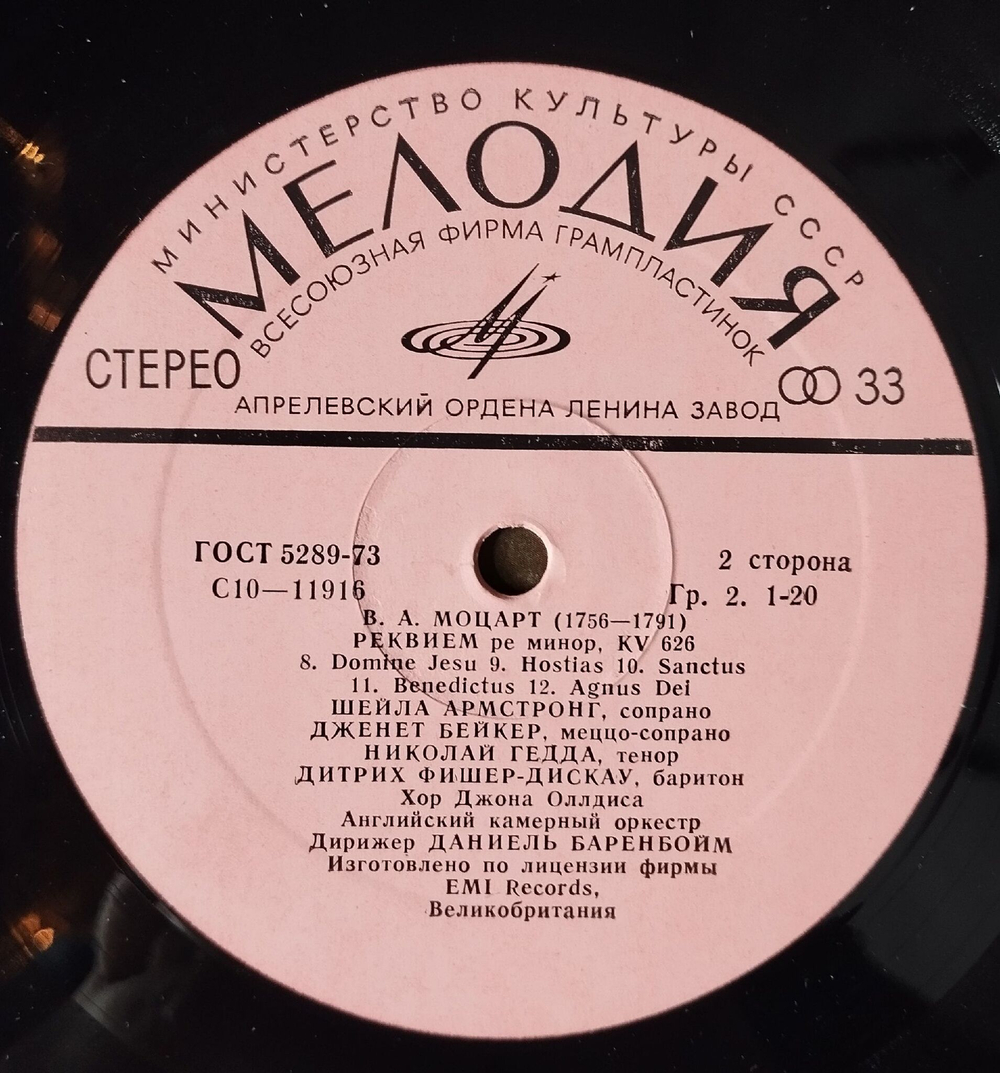 МИНИСТЕРСТВО КУЛЬТУРЫ СССР
МЕЛОДИЯ
ВСЕСОЮЗНАЯ ФИРМА ГРАМПЛАСТИНОК
СТЕРЕО
33
АПРЕЛЕВСКИЙ ОРДЕНА ЛЕНИНА ЗАВОД
ГОСТ 5289-73
2 сторона
С10—11916
Гр. 2. 1-20
В. А. МОЦАРТ (1756—1791)
РЕКВИЕМ ре минор, KV 626
8. Domine Jesu 9. Hostias 10. Sanctus
11. Benedictus 12. Agnus Dei
ШЕЙЛА АРМСТРОНГ, сопрано
ДЖЕНЕТ БЕЙКЕР, меццо-сопрано
НИКОЛАЙ ГЕДДА, тенор
ДИТРИХ ФИШЕР-ДИСКАУ, баритон
Хор Джона Оллдиса
Английский камерный оркестр
Дирижер ДАНИЕЛЬ БАРЕНБОЙМ
Изготовлено по лицензии фирмы
EMI Records,
Великобритания